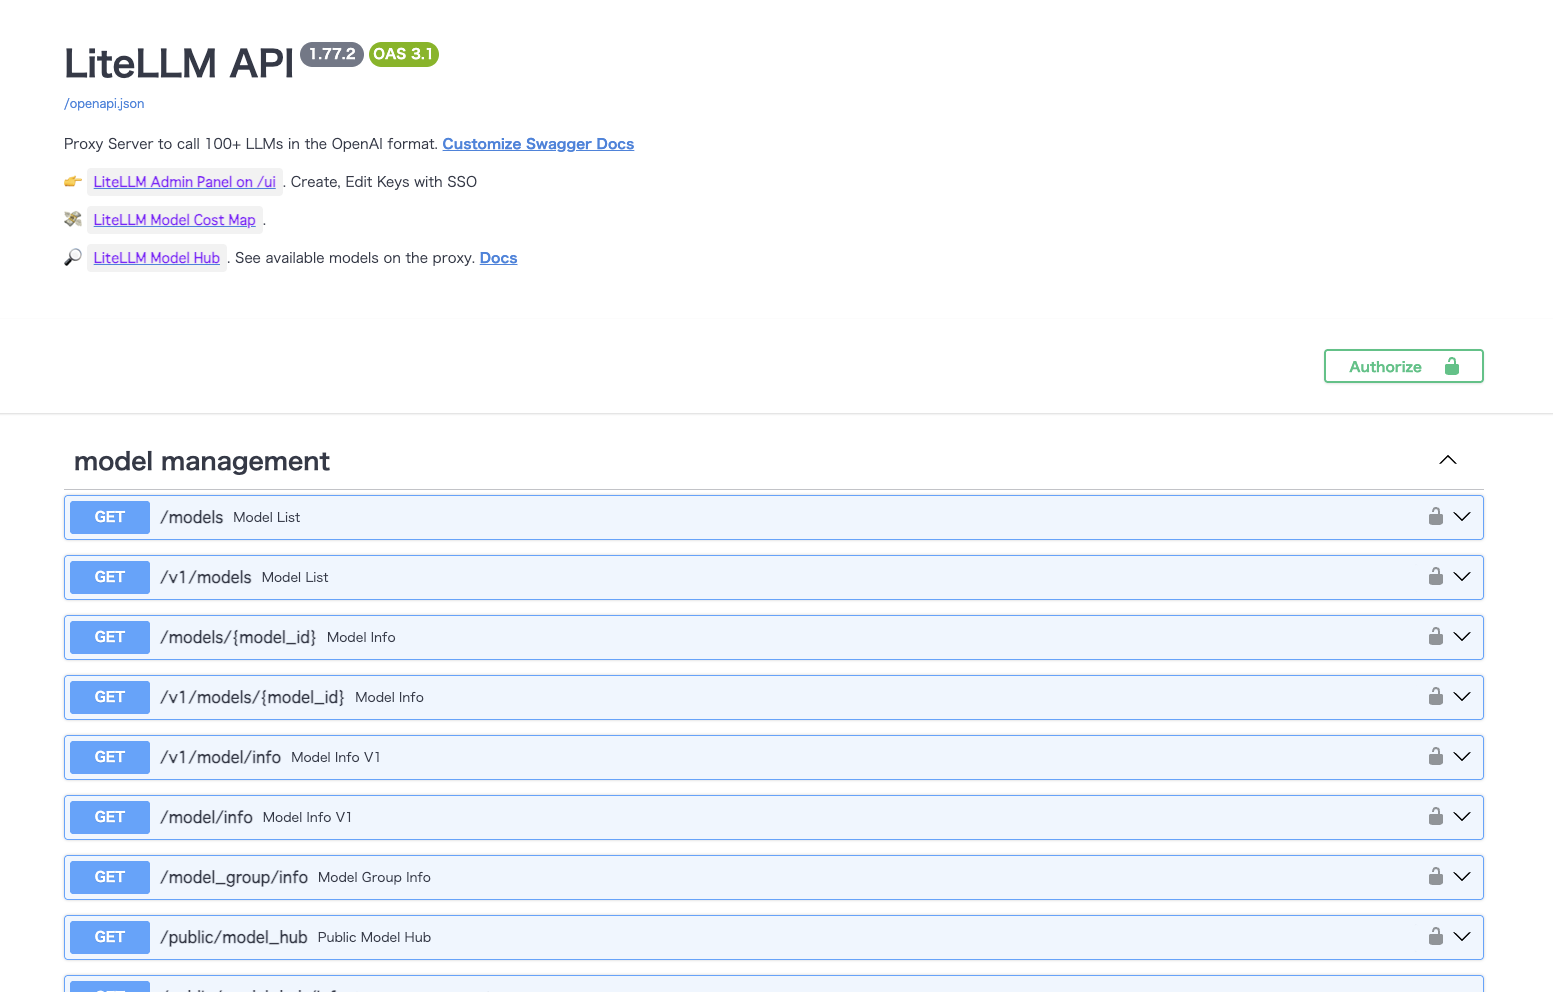 LiteLLM API 1.77.2 OAS 3.1
/openapi.json
Proxy Server to call 100+ LLMs in the OpenAI format. Customize Swagger Docs
👉 LiteLLM Admin Panel on /ui . Create, Edit Keys with SSO
💸 LiteLLM Model Cost Map .
🔎 LiteLLM Model Hub . See available models on the proxy. Docs
Authorize
model management
GET /models Model List
GET /v1/models Model List
GET /models/{model_id} Model Info
GET /v1/models/{model_id} Model Info
GET /v1/model/info Model Info V1
GET /model/info Model Info V1
GET /model_group/info Model Group Info
GET /public/model_hub Public Model Hub